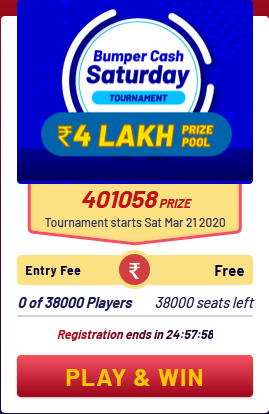 Bumper Cash
Saturday
TOURNAMENT
₹4 LAKH PRIZE POOL
401058 PRIZE
Tournament starts Sat Mar 21 2020
Entry Fee ₹ Free
0 of 38000 Players 38000 seats left
Registration ends in 24:57:58
PLAY & WIN